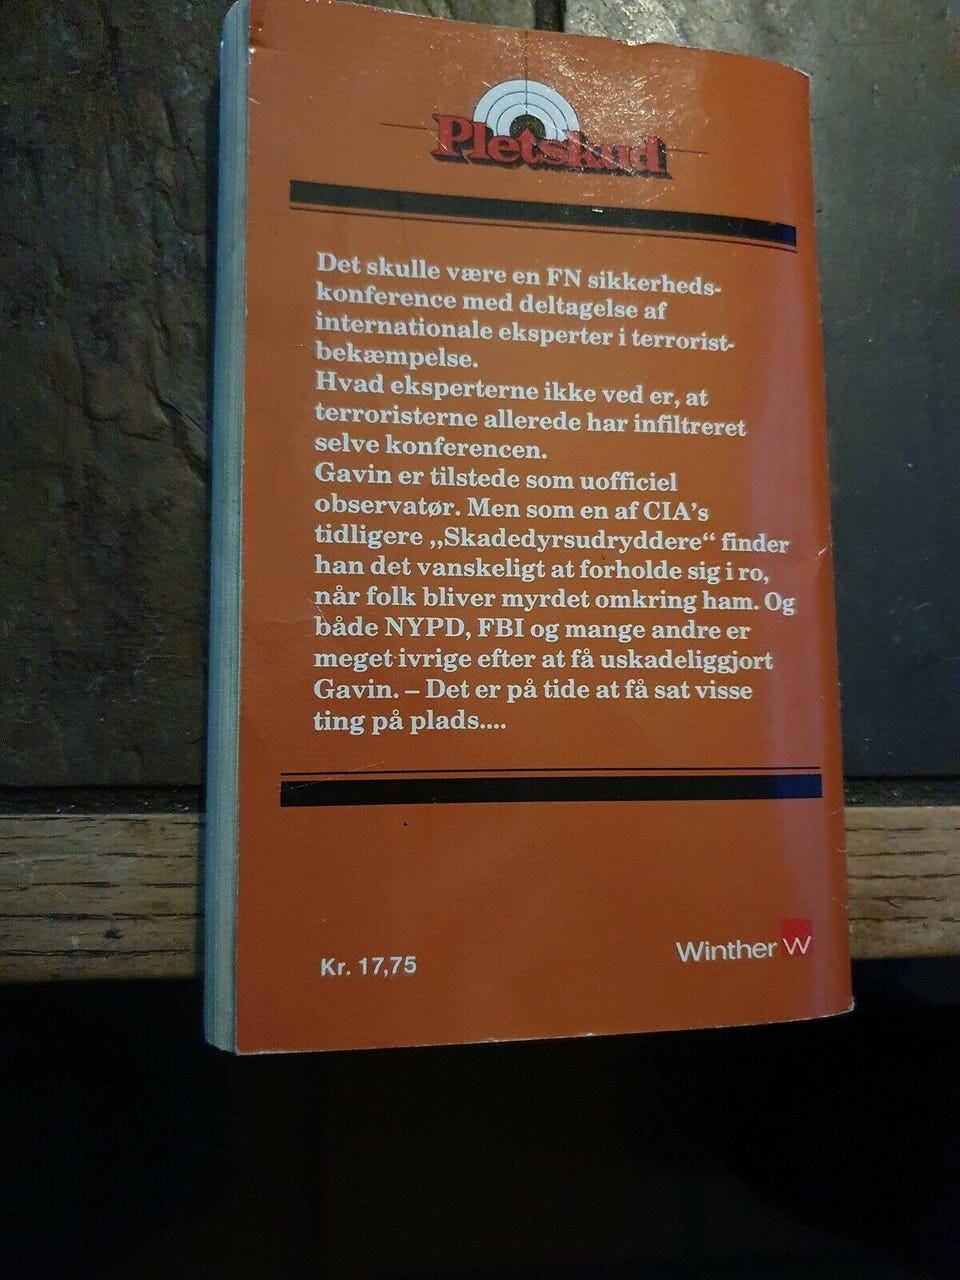 Pletskud
Det skulle være en FN sikkerheds-
konference med deltagelse af
internationale eksperter i terrorist-
bekæmpelse.
Hvad eksperterne ikke ved er, at
terroristerne allerede har infiltreret
selve konferencen.
Gavin er tilstede som uofficiel
observatør. Men som en af CIA's
tidligere „Skadedyrsudryddere“ finder
han det vanskeligt at forholde sig i ro,
når folk bliver myrdet omkring ham. Og
både NYPD, FBI og mange andre er
meget ivrige efter at få uskadeliggjort
Gavin. – Det er på tide at få sat visse
ting på plads....
Kr. 17,75
Winther W